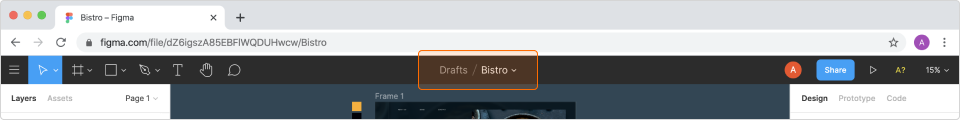 Bistro – Figma
figma.com/file/dZ6igszA85EBFlWQDUHwcw/Bistro
A
Drafts / Bistro
A
Share
A?
15%
Layers
Assets
Page 1
Frame 1
Design
Prototype
Code